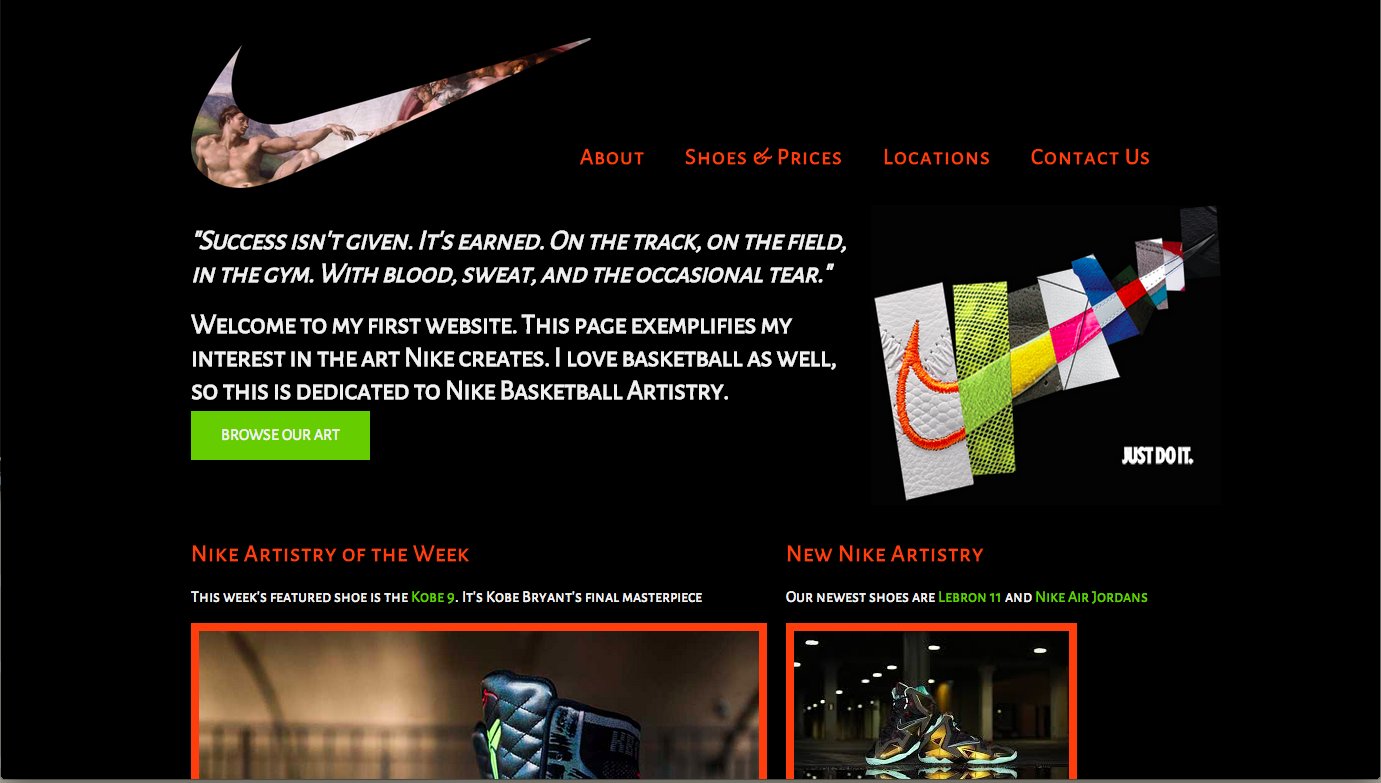 About Shoes & Prices Locations Contact Us
"Success isn't given. It's earned. On the track, on the field,
in the gym. With blood, sweat, and the occasional tear."
Welcome to my first website. This page exemplifies my
interest in the art Nike creates. I love basketball as well,
so this is dedicated to Nike Basketball Artistry.
BROWSE OUR ART
JUST DO IT.
Nike Artistry of the Week
This week's featured shoe is the Kobe 9. It's Kobe Bryant's final masterpiece
New Nike Artistry
Our newest shoes are Lebron 11 and Nike Air Jordans